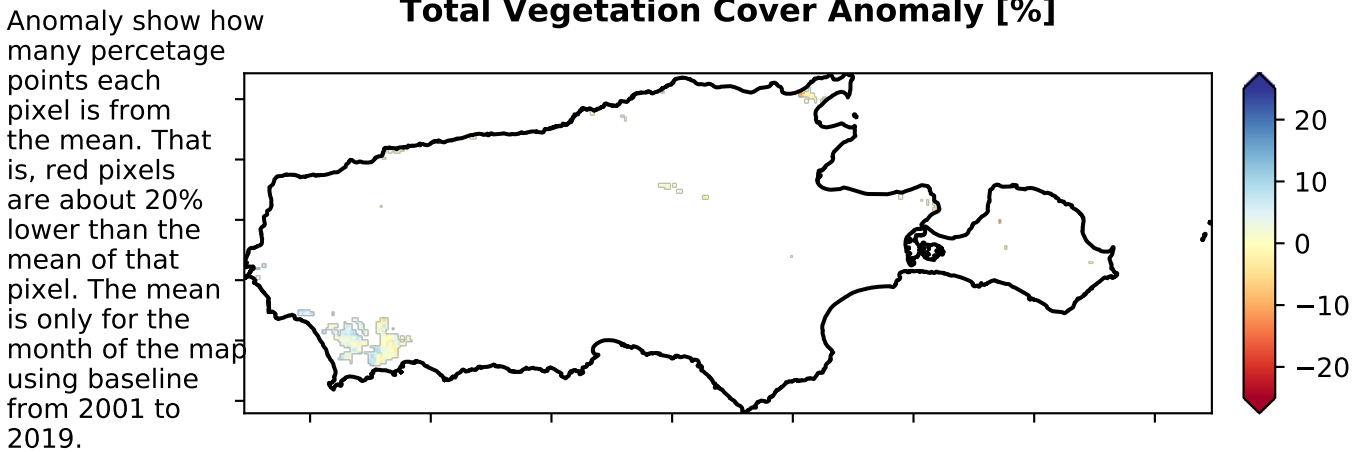 Total Vegetation Cover Anomaly [%]
Anomaly show how
many percetage
points each
pixel is from
the mean. That
is, red pixels
are about 20%
lower than the
mean of that
pixel. The mean
is only for the
month of the map
using baseline
from 2001 to
2019.
20
10
0
−10
−20